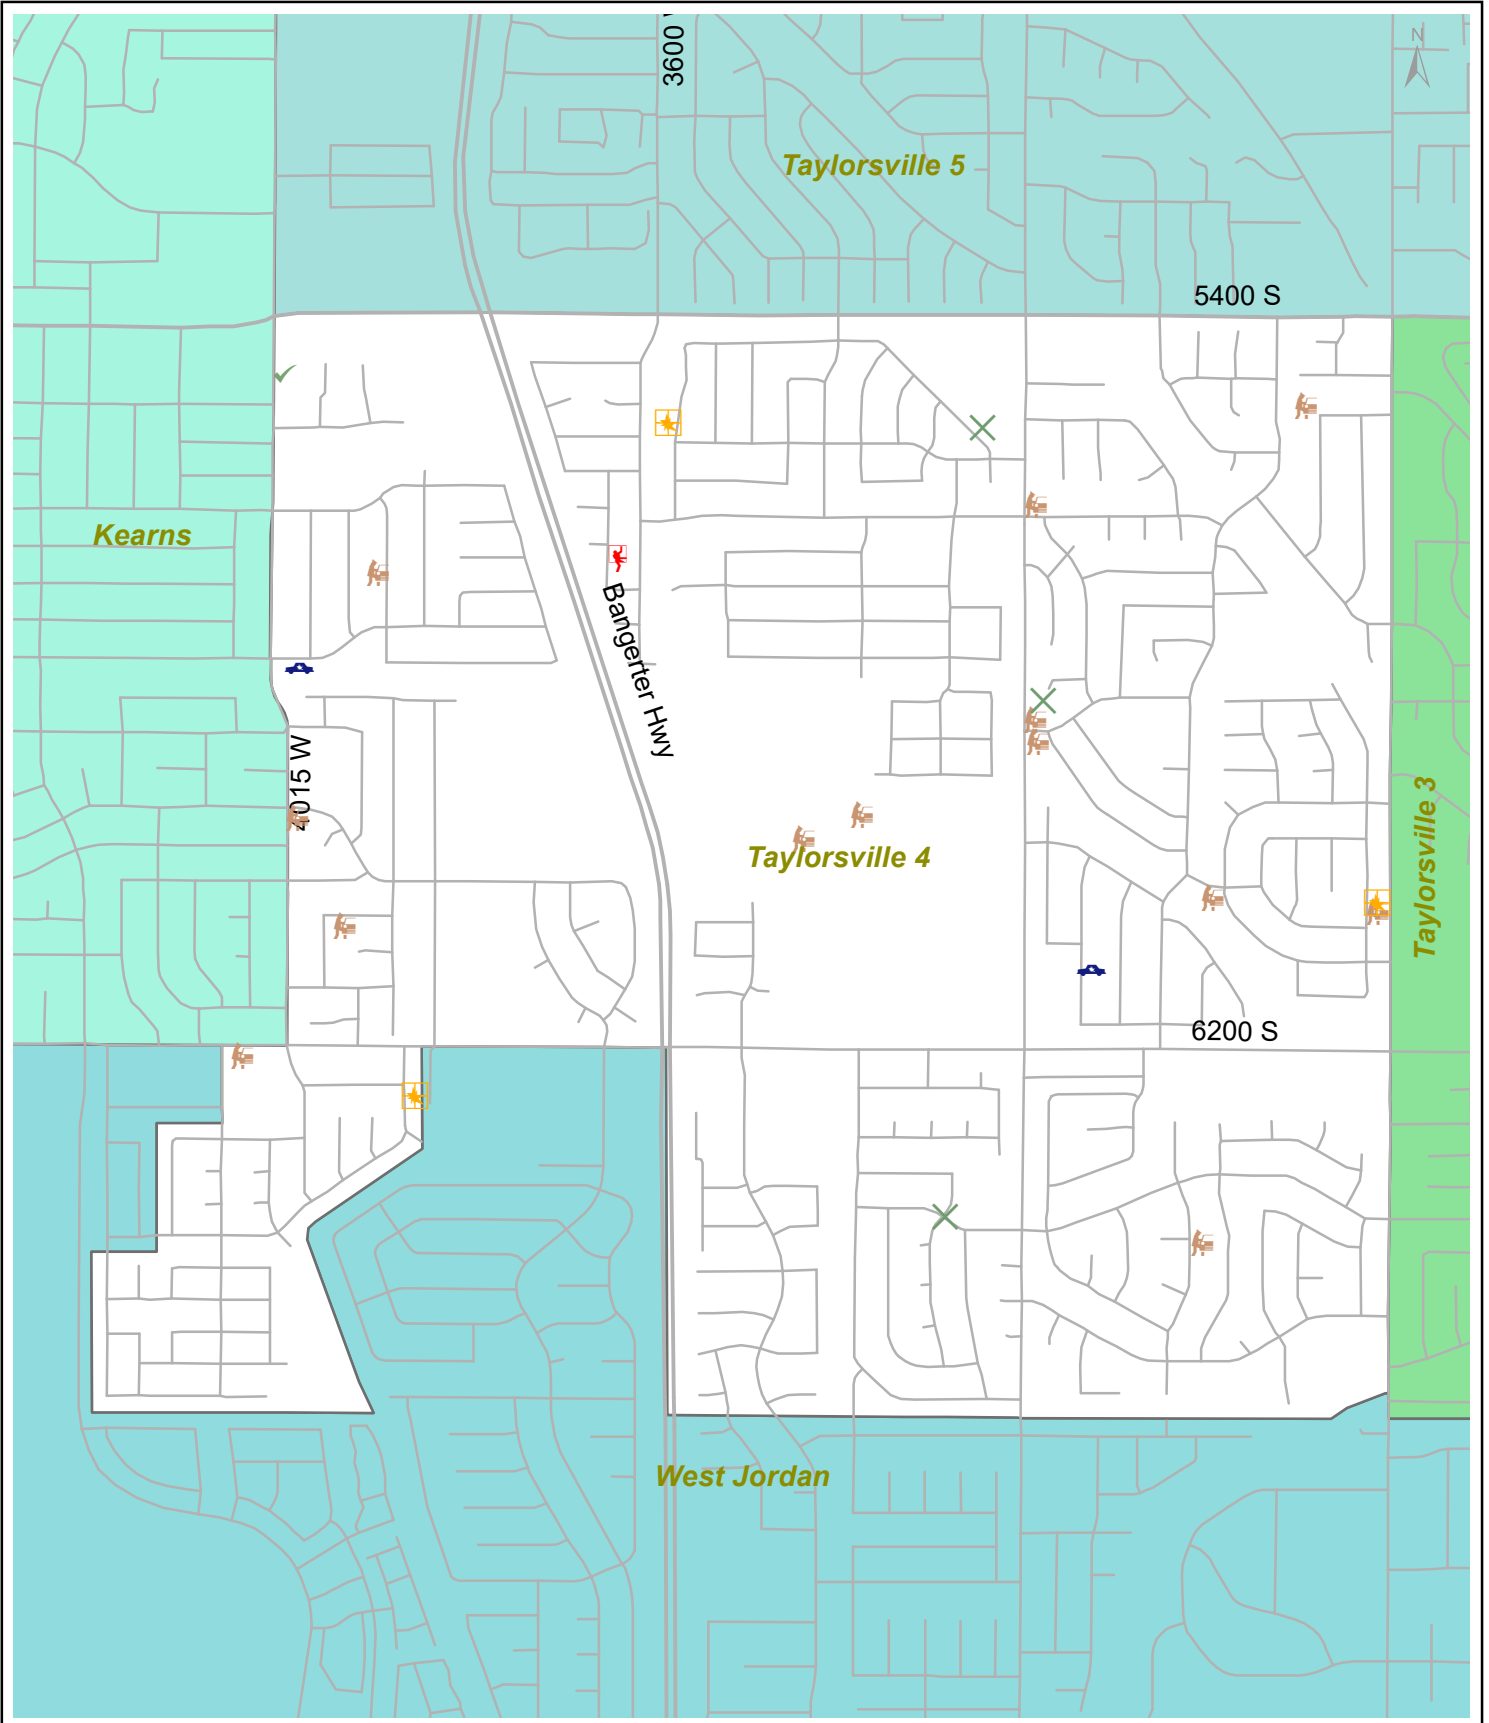 N
3600
Taylorsville 5
5400 S
Kearns
Bangerter Hwy
4015 W
Taylorsville 3
Taylorsville 4
6200 S
West Jordan